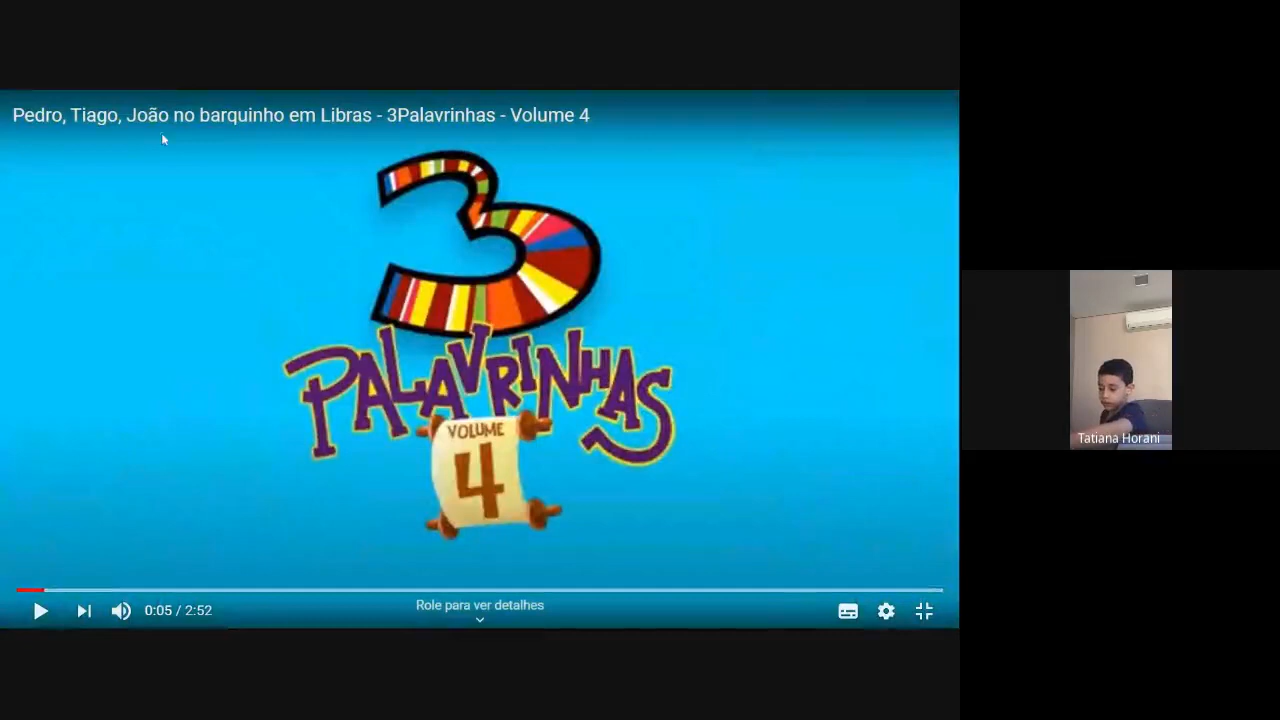 Pedro, Tiago, João no barquinho em Libras - 3Palavrinhas - Volume 4
3
PALAVRINHAS
VOLUME
4
Tatiana Horani
0:05 / 2:52
Role para ver detalhes